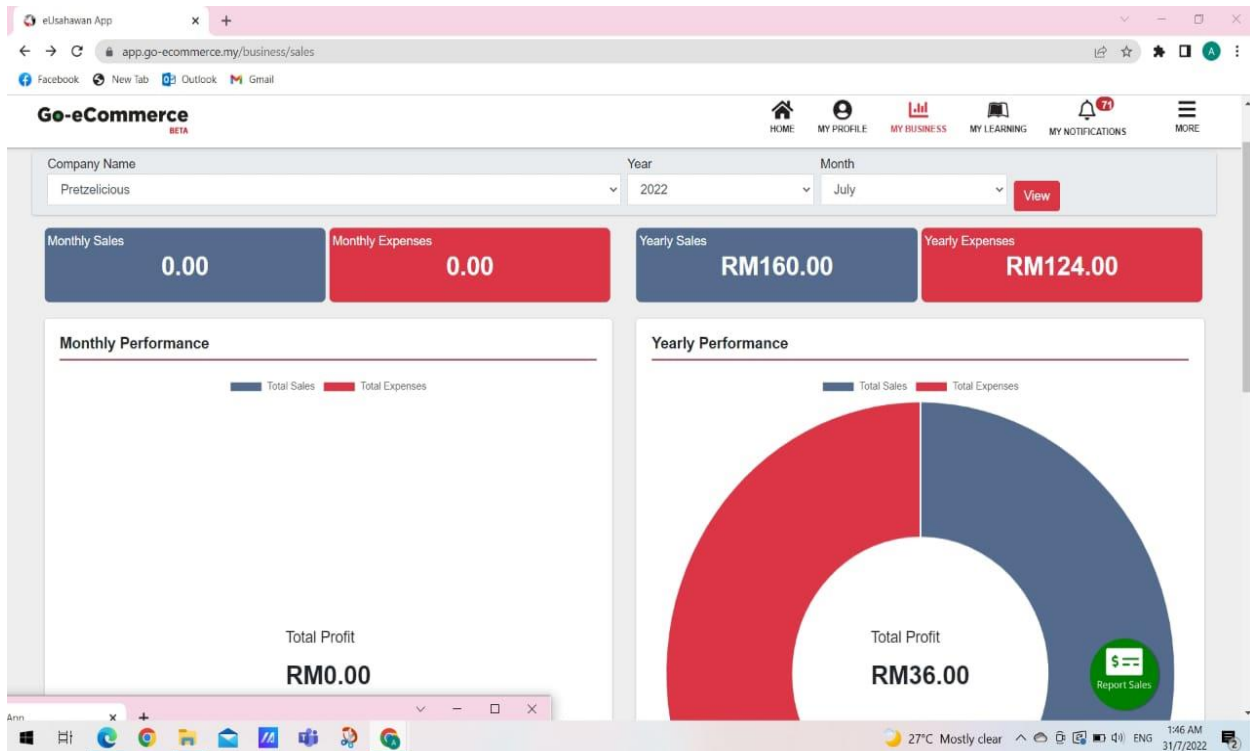 eUsahawan App
app.go-ecommerce.my/business/sales
A
Facebook New Tab Outlook Gmail
Go-eCommerce
BETA
HOME MY PROFILE MY BUSINESS MY LEARNING 71 MY NOTIFICATIONS MORE
Company Name Year Month
Pretzelicious 2022 July View
Monthly Sales Monthly Expenses Yearly Sales Yearly Expenses
0.00 0.00 RM160.00 RM124.00
Monthly Performance Yearly Performance
Total Sales Total Expenses Total Sales Total Expenses
Total Profit Total Profit
RM0.00 RM36.00
Report Sales
App
27°C Mostly clear ENG 1:46 AM
31/7/2022 2